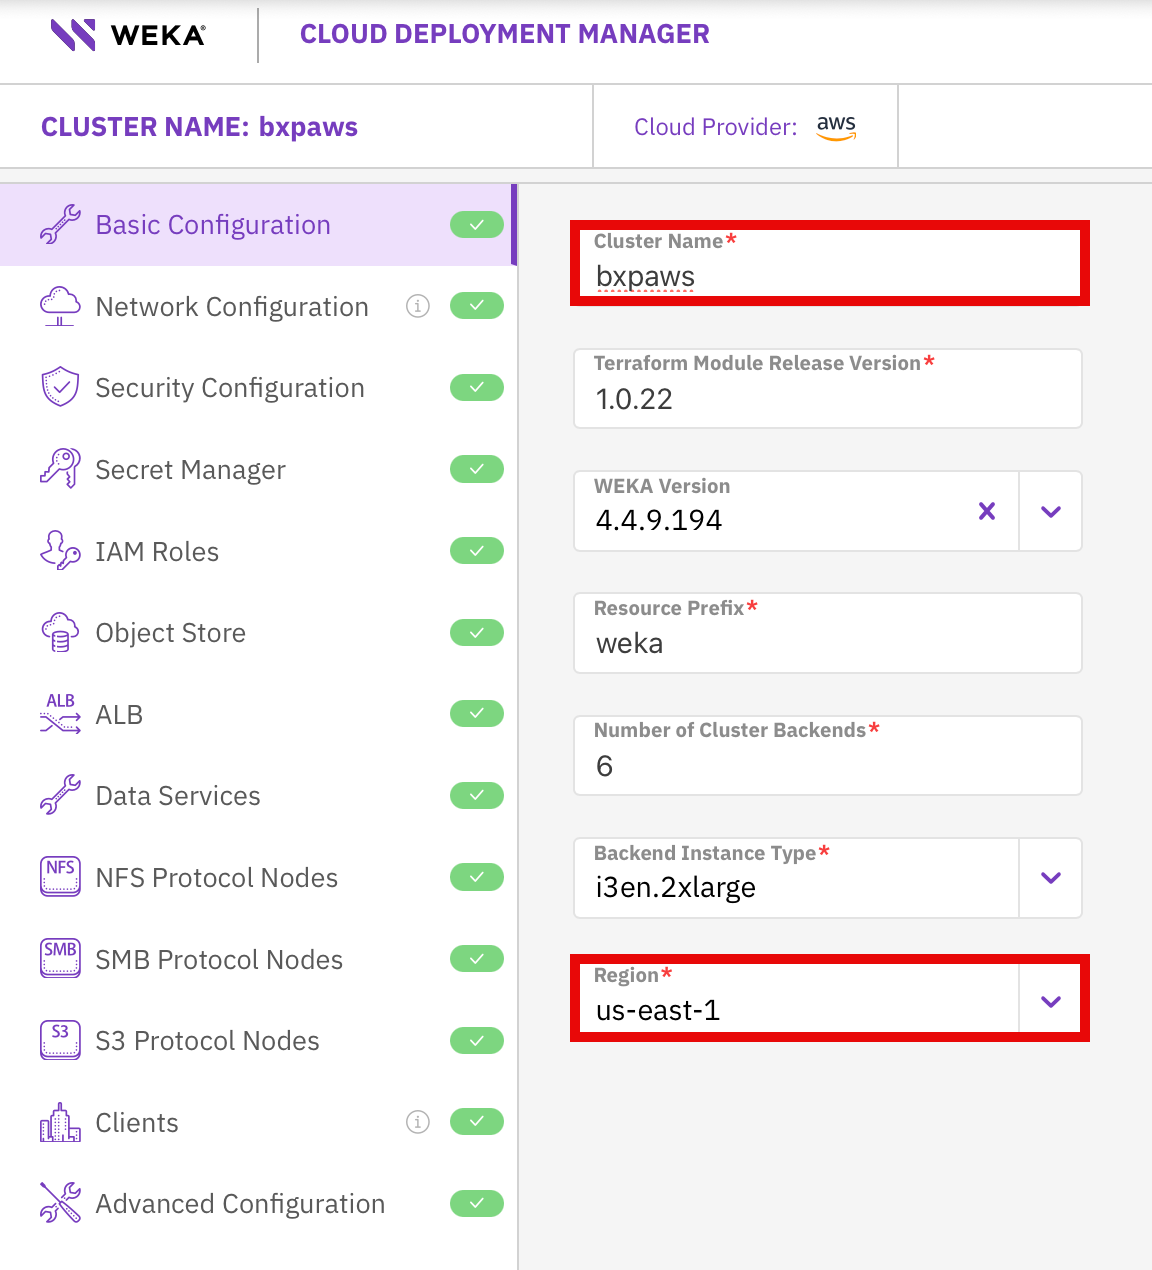 WEKA®
CLOUD DEPLOYMENT MANAGER
CLUSTER NAME: bxpaws
Cloud Provider: aws
Basic Configuration
Network Configuration
Security Configuration
Secret Manager
IAM Roles
Object Store
ALB
ALB
Data Services
NFS
NFS Protocol Nodes
SMB
SMB Protocol Nodes
S3
S3 Protocol Nodes
Clients
Advanced Configuration
Cluster Name*
bxpaws
Terraform Module Release Version*
1.0.22
WEKA Version
4.4.9.194
Resource Prefix*
weka
Number of Cluster Backends*
6
Backend Instance Type*
i3en.2xlarge
Region*
us-east-1